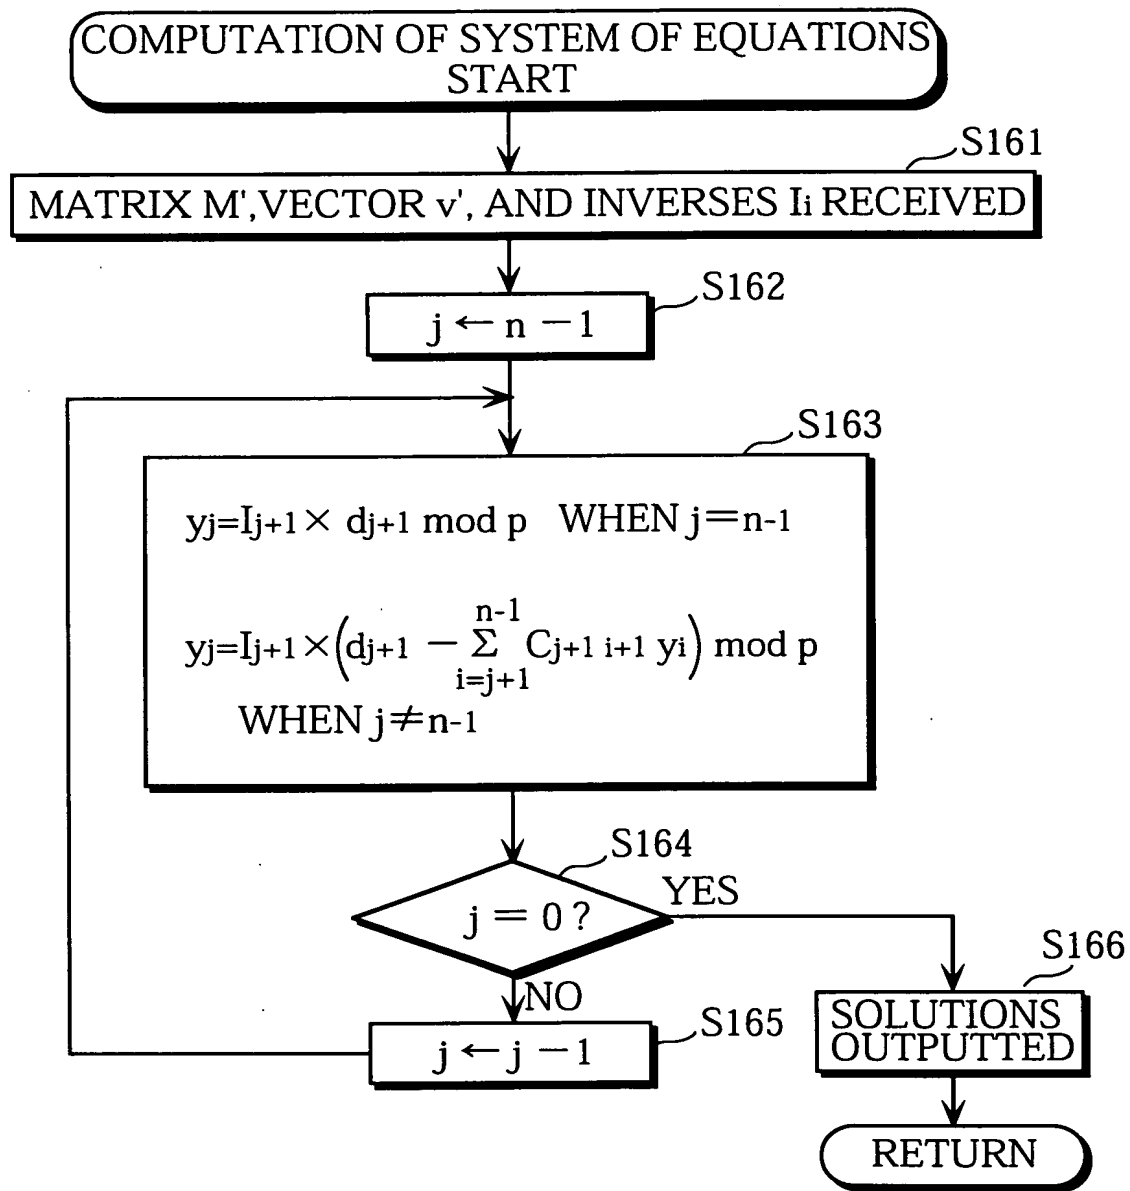 COMPUTATION OF SYSTEM OF EQUATIONS
START
S161
MATRIX M',VECTOR v', AND INVERSES Ii RECEIVED
S162
j ← n − 1
S163
yj=Ij+1 × dj+1 mod p WHEN j=n-1
n-1
yj=Ij+1 × (dj+1 − Σ Cj+1 i+1 yi) mod p
i=j+1
WHEN j≠n-1
S164
j = 0 ?
YES
NO
S165
j ← j − 1
S166
SOLUTIONS
OUTPUTTED
RETURN